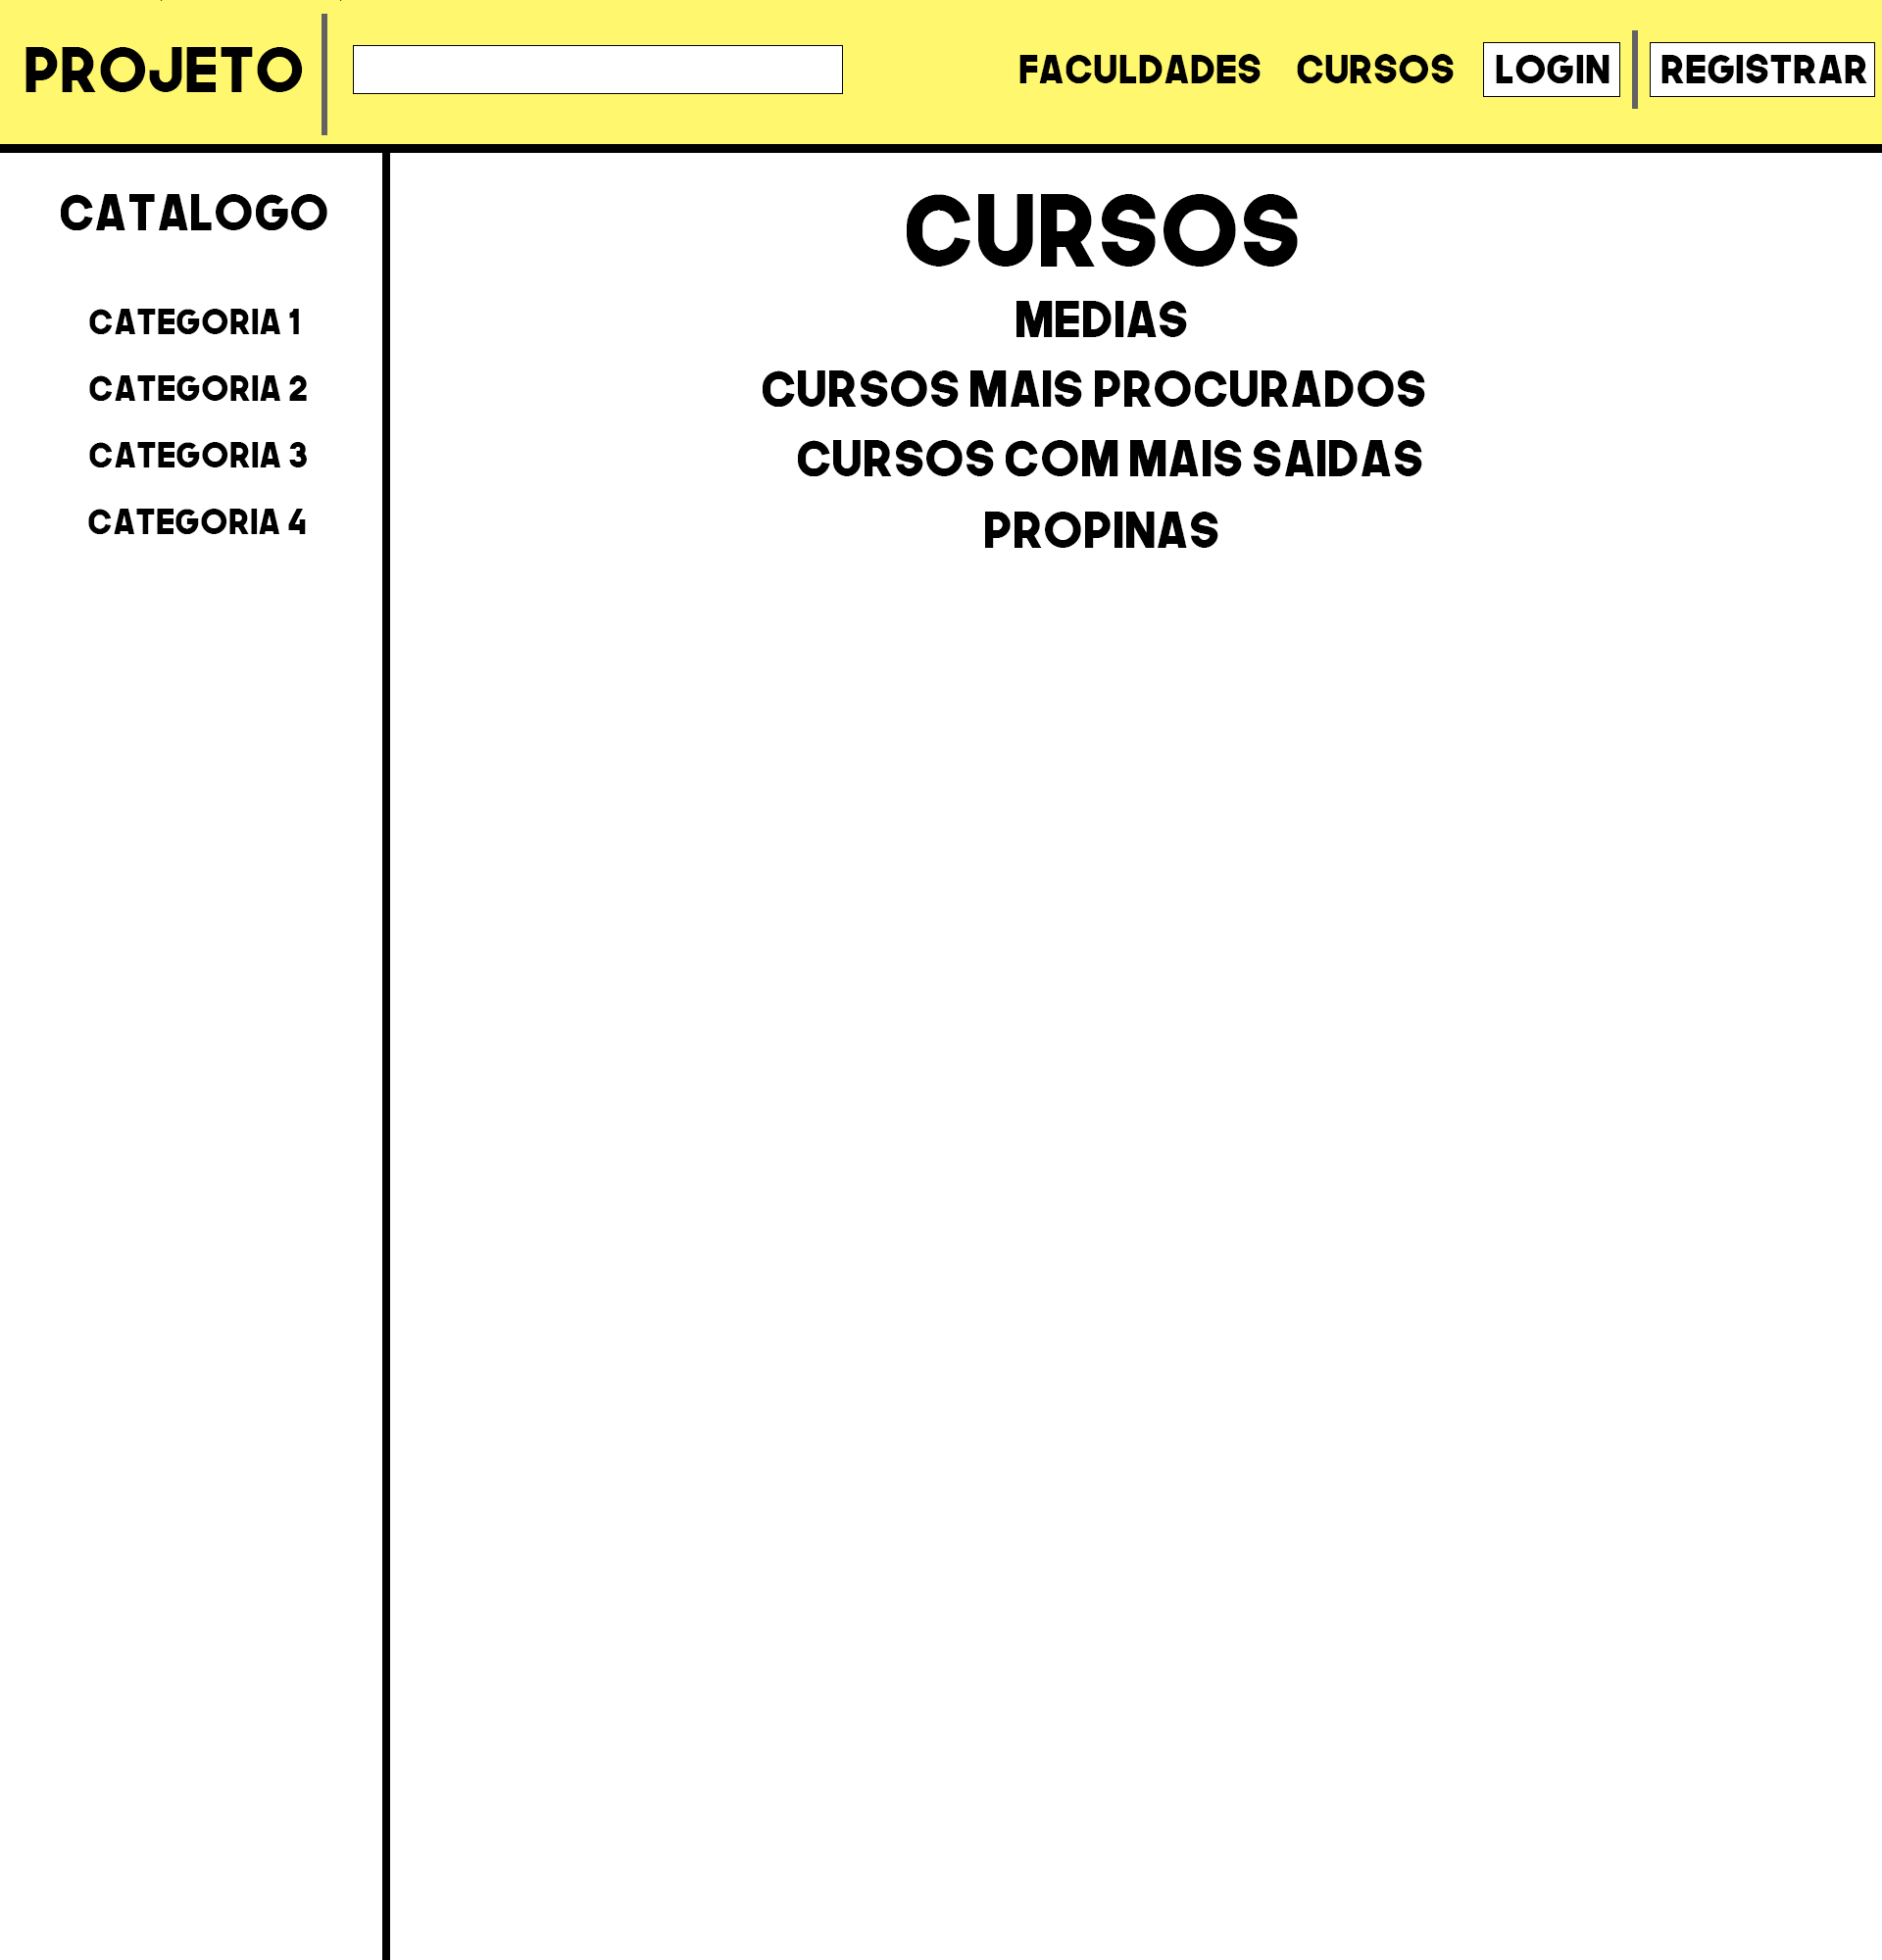 PROJETO
FACULDADES
CURSOS
LOGIN
REGISTRAR
CATALOGO
CATEGORIA 1
CATEGORIA 2
CATEGORIA 3
CATEGORIA 4
CURSOS
MEDIAS
CURSOS MAIS PROCURADOS
CURSOS COM MAIS SAIDAS
PROPINAS